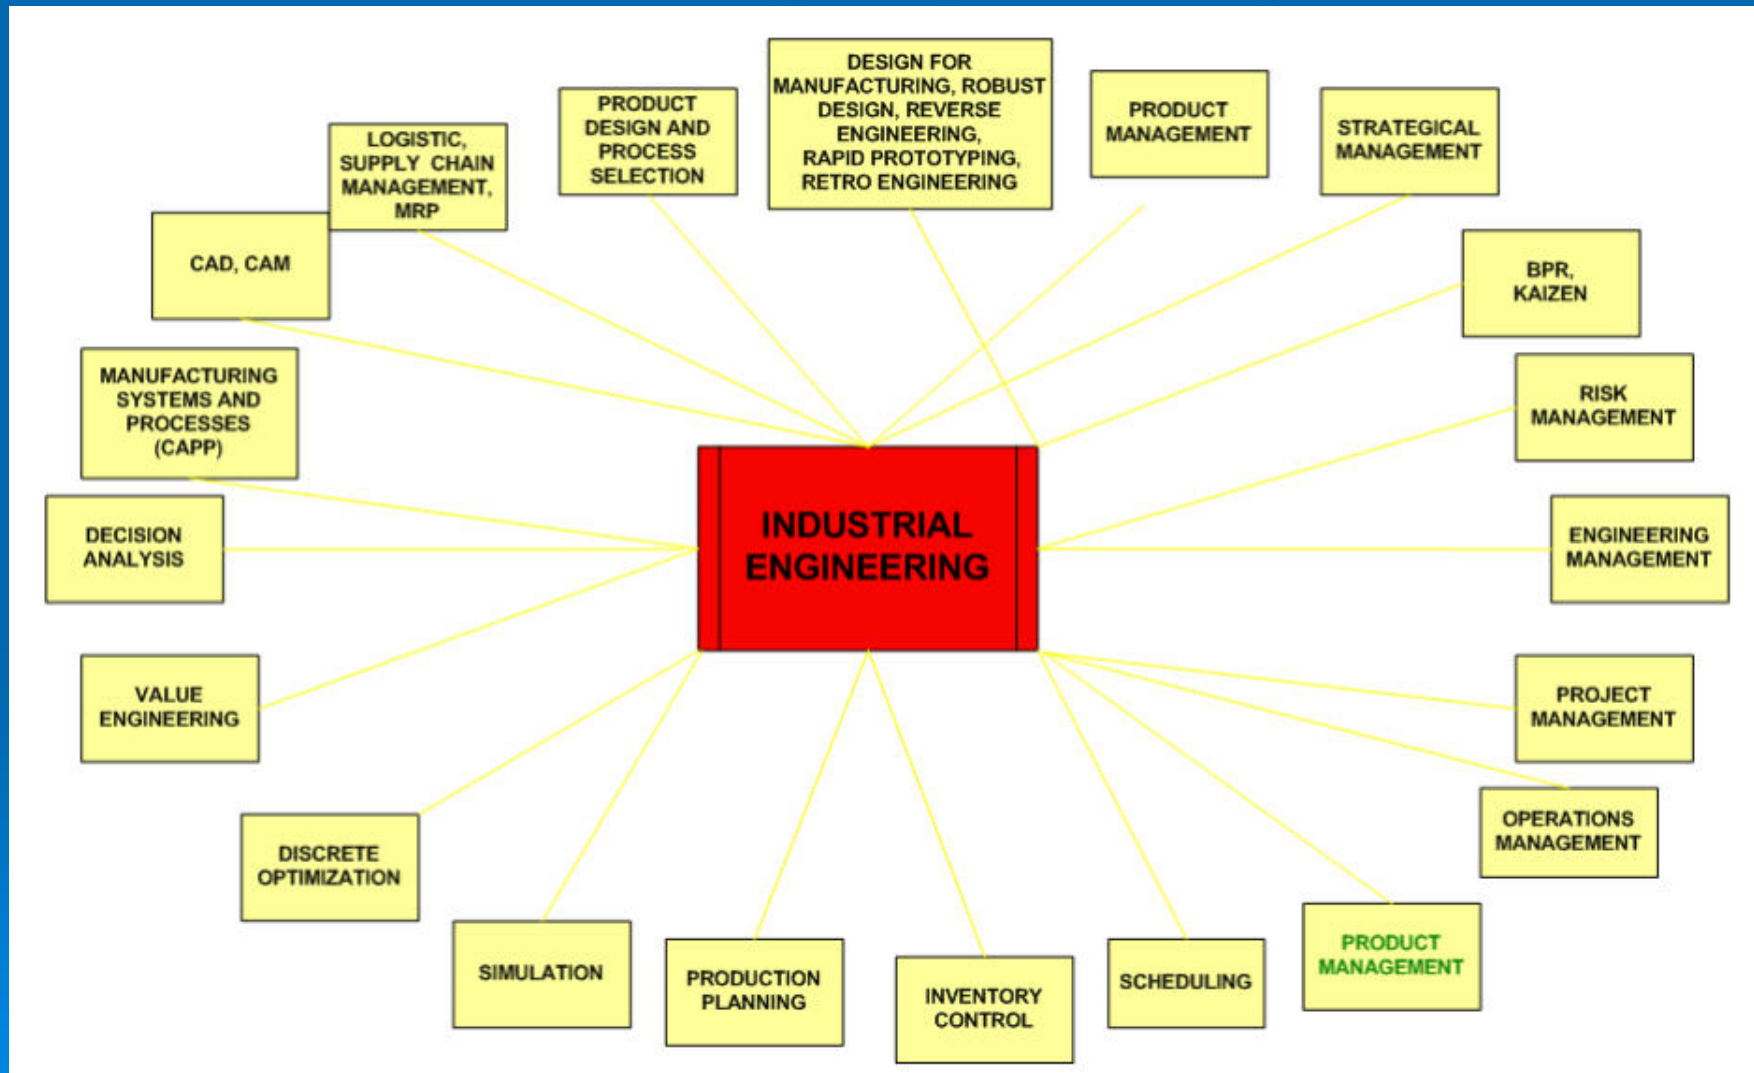 DESIGN FOR
MANUFACTURING, ROBUST
DESIGN, REVERSE
ENGINEERING,
RAPID PROTOTYPING,
RETRO ENGINEERING
PRODUCT
MANAGEMENT
STRATEGICAL
MANAGEMENT
PRODUCT
DESIGN AND
PROCESS
SELECTION
LOGISTIC,
SUPPLY CHAIN
MANAGEMENT,
MRP
CAD, CAM
BPR,
KAIZEN
MANUFACTURING
SYSTEMS AND
PROCESSES
(CAPP)
RISK
MANAGEMENT
DECISION
ANALYSIS
INDUSTRIAL
ENGINEERING
ENGINEERING
MANAGEMENT
VALUE
ENGINEERING
PROJECT
MANAGEMENT
OPERATIONS
MANAGEMENT
DISCRETE
OPTIMIZATION
SIMULATION
PRODUCTION
PLANNING
INVENTORY
CONTROL
SCHEDULING
PRODUCT
MANAGEMENT